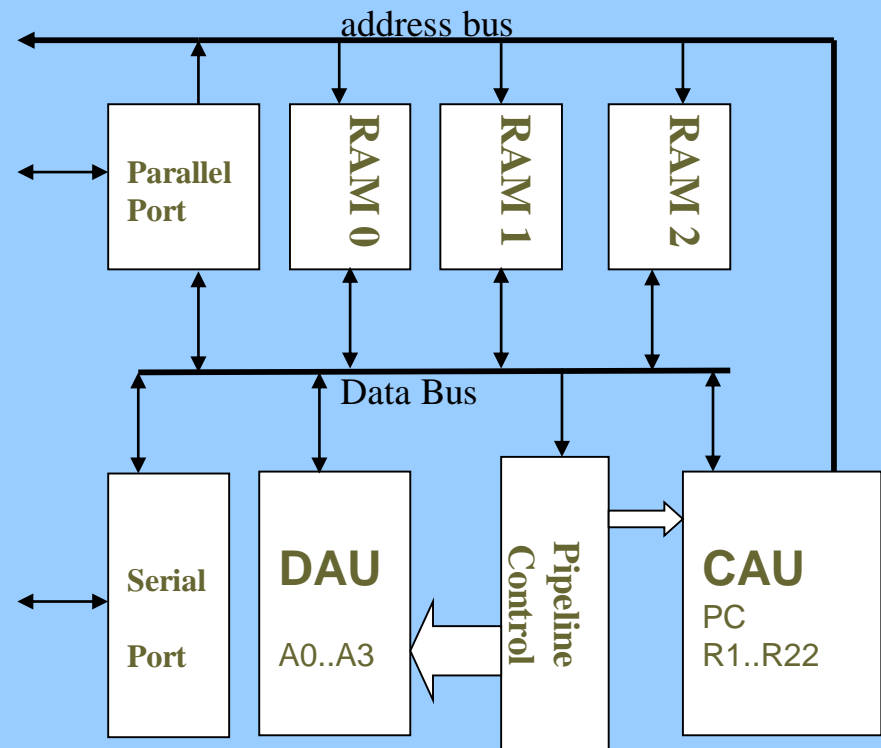 address bus
Parallel
Port
RAM 0
RAM 1
RAM 2
Data Bus
Serial
Port
DAU
A0..A3
Pipeline
Control
CAU
PC
R1..R22